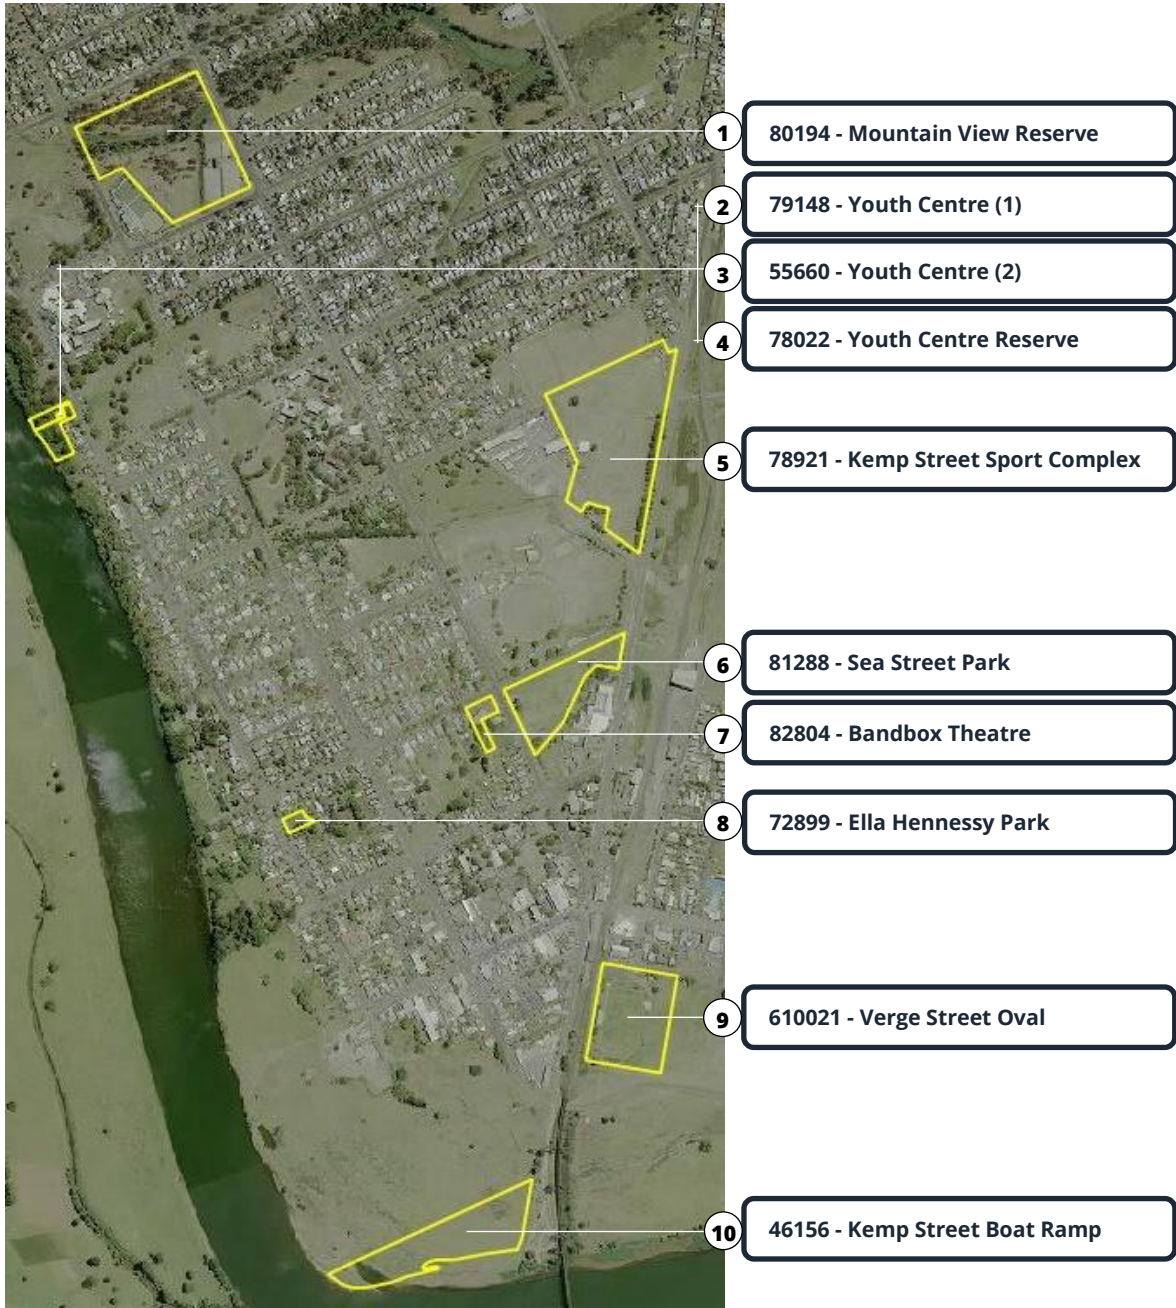 1 80194 - Mountain View Reserve
2 79148 - Youth Centre (1)
3 55660 - Youth Centre (2)
4 78022 - Youth Centre Reserve
5 78921 - Kemp Street Sport Complex
6 81288 - Sea Street Park
7 82804 - Bandbox Theatre
8 72899 - Ella Hennessy Park
9 610021 - Verge Street Oval
10 46156 - Kemp Street Boat Ramp